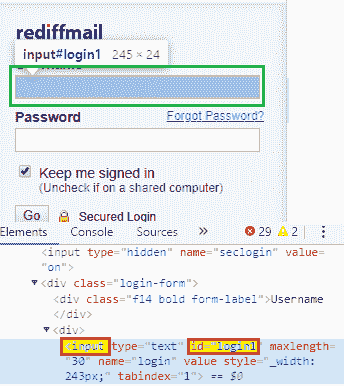 rediffmail
input#login1 245 × 24
Password Forgot Password?
Keep me signed in
(Uncheck if on a shared computer)
Go Secured Login
Elements Console Sources » 29 2
<input type="hidden" name="seclogin" value=
"on">
▼<div class="login-form">
<div class="f14 bold form-label">Username
</div>
▼<div>
<input type="text" id="login1" maxlength=
"30" name="login" value style="_width:
243px;" tabindex="1"> == $0